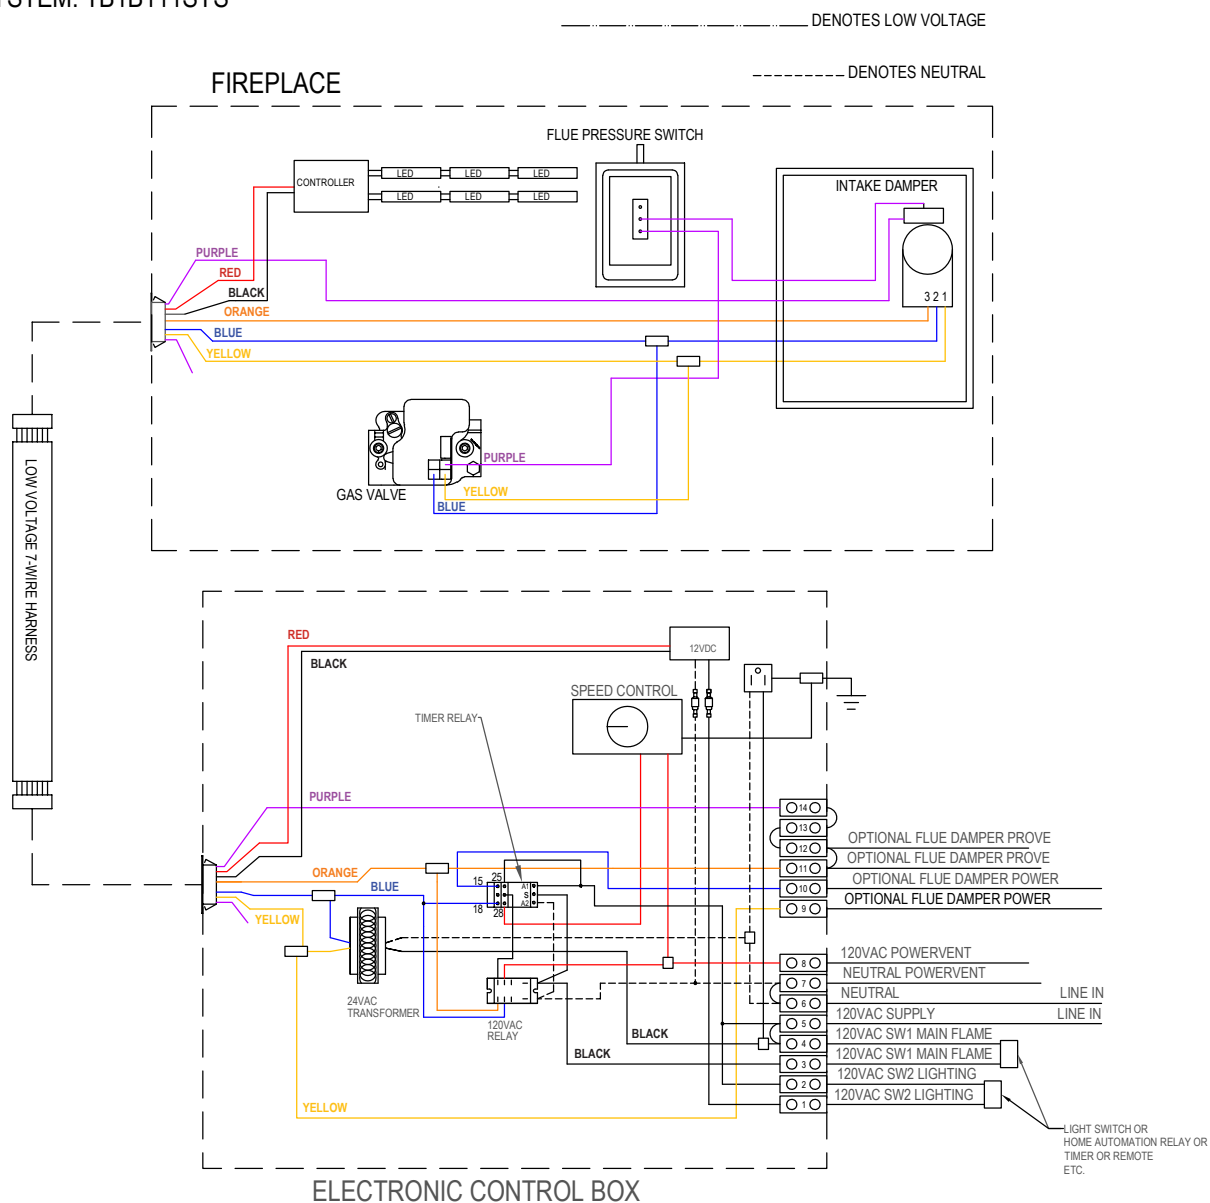 DENOTES LOW VOLTAGE
DENOTES NEUTRAL
FIREPLACE
FLUE PRESSURE SWITCH
CONTROLLER
LED LED LED
LED LED LED
INTAKE DAMPER
PURPLE
RED
BLACK
ORANGE
BLUE
YELLOW
3 2 1
PURPLE
YELLOW
BLUE
GAS VALVE
LOW VOLTAGE 7-WIRE HARNESS
RED
BLACK
12VDC
SPEED CONTROL
TIMER RELAY
PURPLE
ORANGE
BLUE
YELLOW
25
15
18
28
A1
S
A2
24VAC
TRANSFORMER
120VAC
RELAY
BLACK
BLACK
YELLOW
14
13
12 OPTIONAL FLUE DAMPER PROVE
11 OPTIONAL FLUE DAMPER PROVE
10 OPTIONAL FLUE DAMPER POWER
9 OPTIONAL FLUE DAMPER POWER
8 120VAC POWERVENT
7 NEUTRAL POWERVENT
6 NEUTRAL LINE IN
5 120VAC SUPPLY LINE IN
4 120VAC SW1 MAIN FLAME
3 120VAC SW1 MAIN FLAME
2 120VAC SW2 LIGHTING
1 120VAC SW2 LIGHTING
LIGHT SWITCH OR
HOME AUTOMATION RELAY OR
TIMER OR REMOTE
ETC.
ELECTRONIC CONTROL BOX